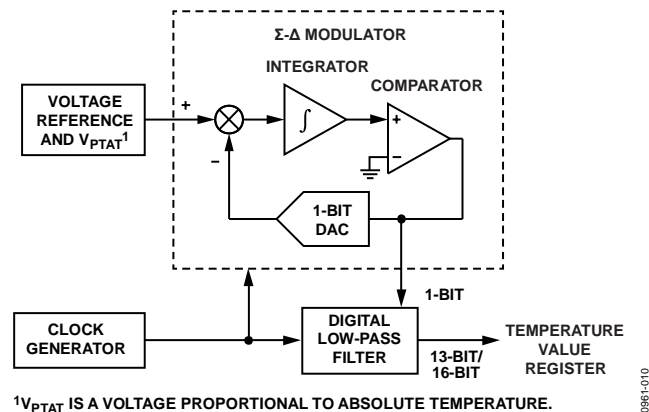 Σ-Δ MODULATOR
INTEGRATOR
COMPARATOR
VOLTAGE
REFERENCE
AND VPTAT1
+
−
∫
+
−
1-BIT
DAC
1-BIT
CLOCK
GENERATOR
DIGITAL
LOW-PASS
FILTER
13-BIT/
16-BIT
TEMPERATURE
VALUE
REGISTER
1VPTAT IS A VOLTAGE PROPORTIONAL TO ABSOLUTE TEMPERATURE.
0961-010